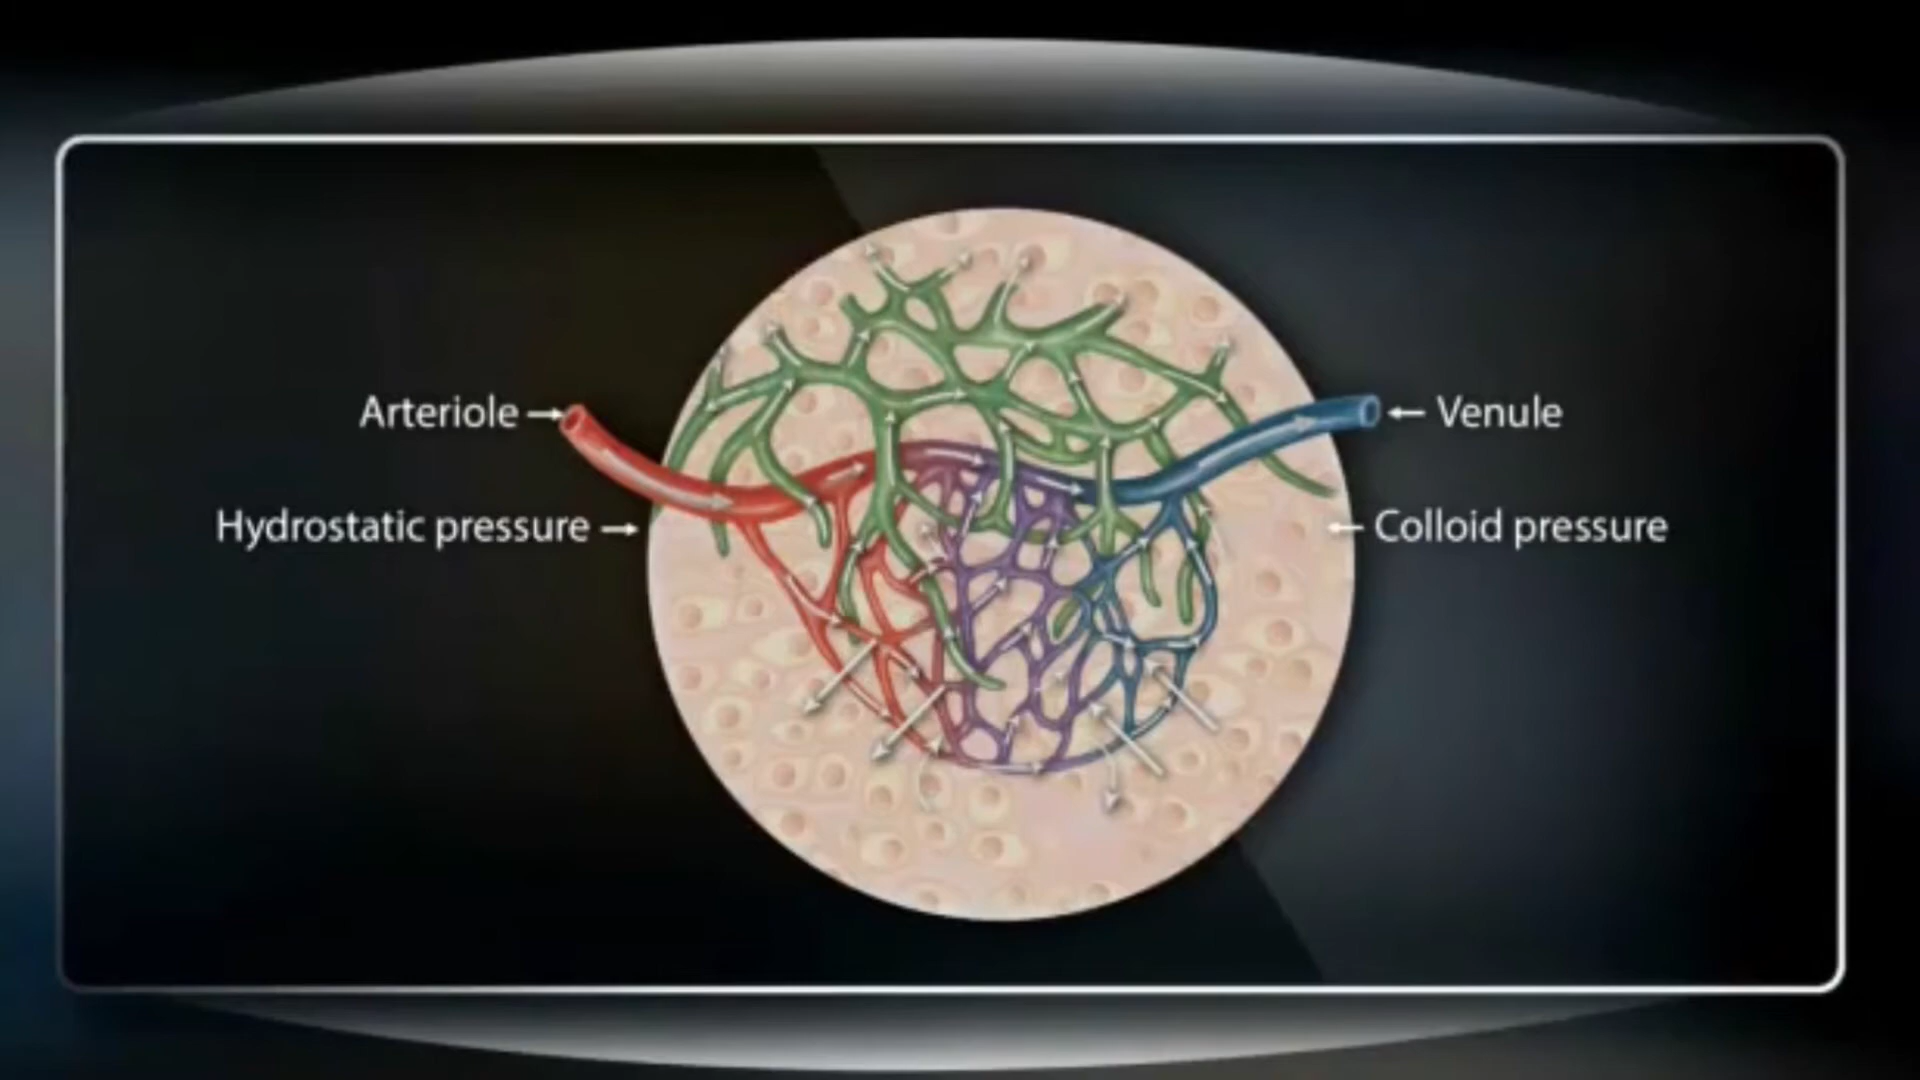 Arteriole
Venule
Hydrostatic pressure
Colloid pressure